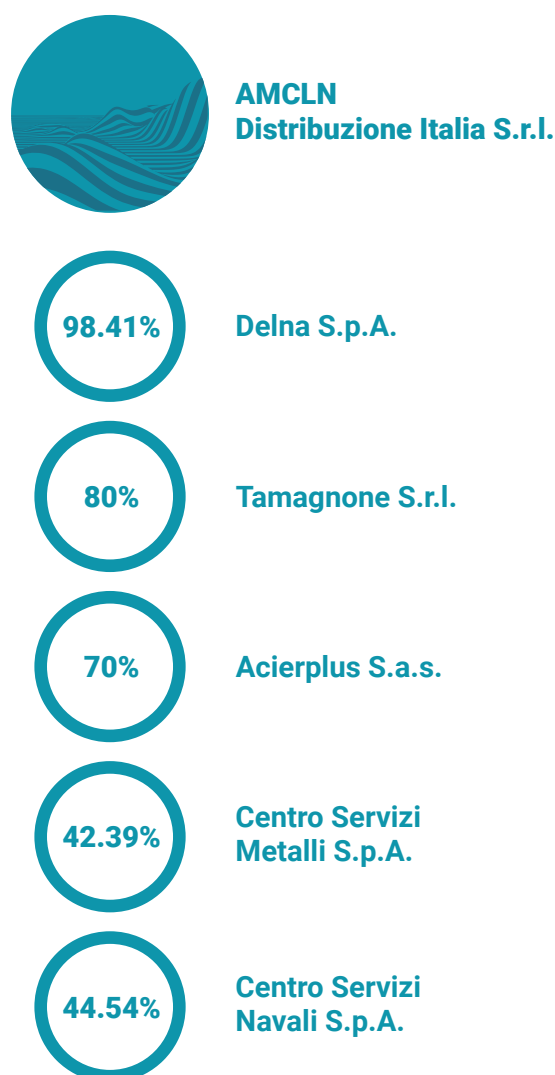 AMCLN
Distribuzione Italia S.r.l.
98.41%
Delna S.p.A.
80%
Tamagnone S.r.l.
70%
Acierplus S.a.s.
42.39%
Centro Servizi
Metalli S.p.A.
44.54%
Centro Servizi
Navali S.p.A.